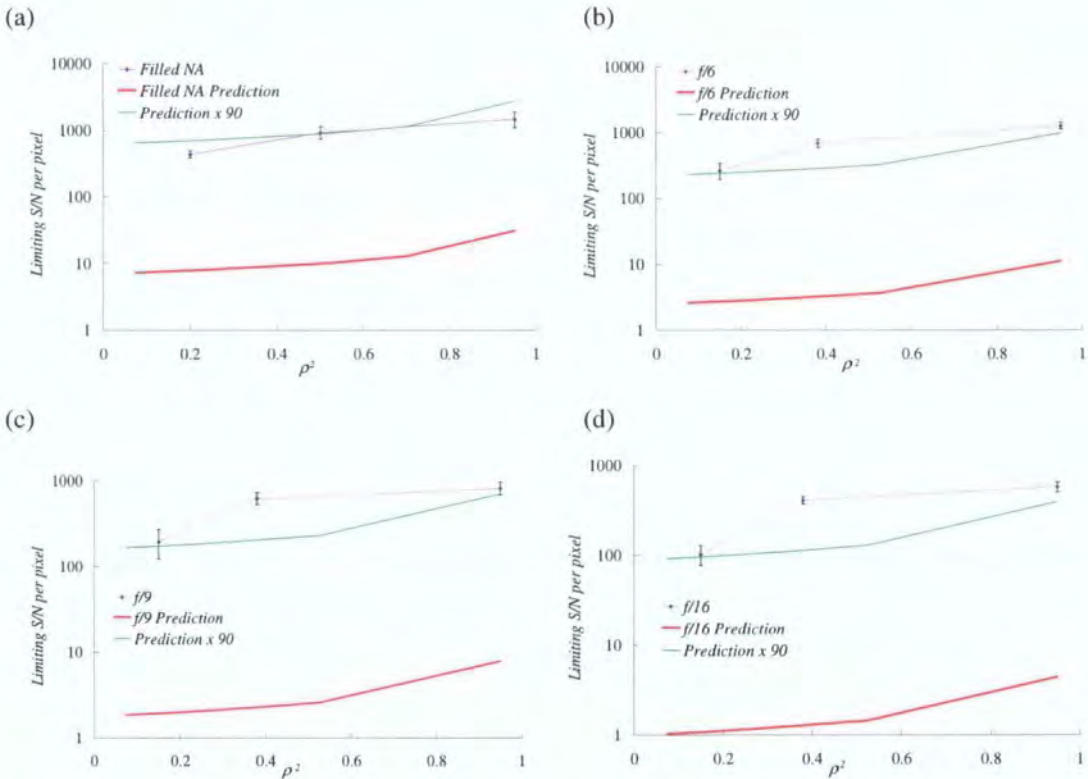 (a)
Limiting S/N per pixel
10000
1000
100
10
1
Filled NA
Filled NA Prediction
Prediction x 90
0
0.2
0.4
0.6
0.8
1
ρ²
(b)
Limiting S/N per pixel
10000
1000
100
10
1
f/6
f/6 Prediction
Prediction x 90
0
0.2
0.4
0.6
0.8
1
ρ²
(c)
Limiting S/N per pixel
1000
100
10
1
f/9
f/9 Prediction
Prediction x 90
0
0.2
0.4
0.6
0.8
1
ρ²
(d)
Limiting S/N per pixel
1000
100
10
1
f/16
f/16 Prediction
Prediction x 90
0
0.2
0.4
0.6
0.8
1
ρ²